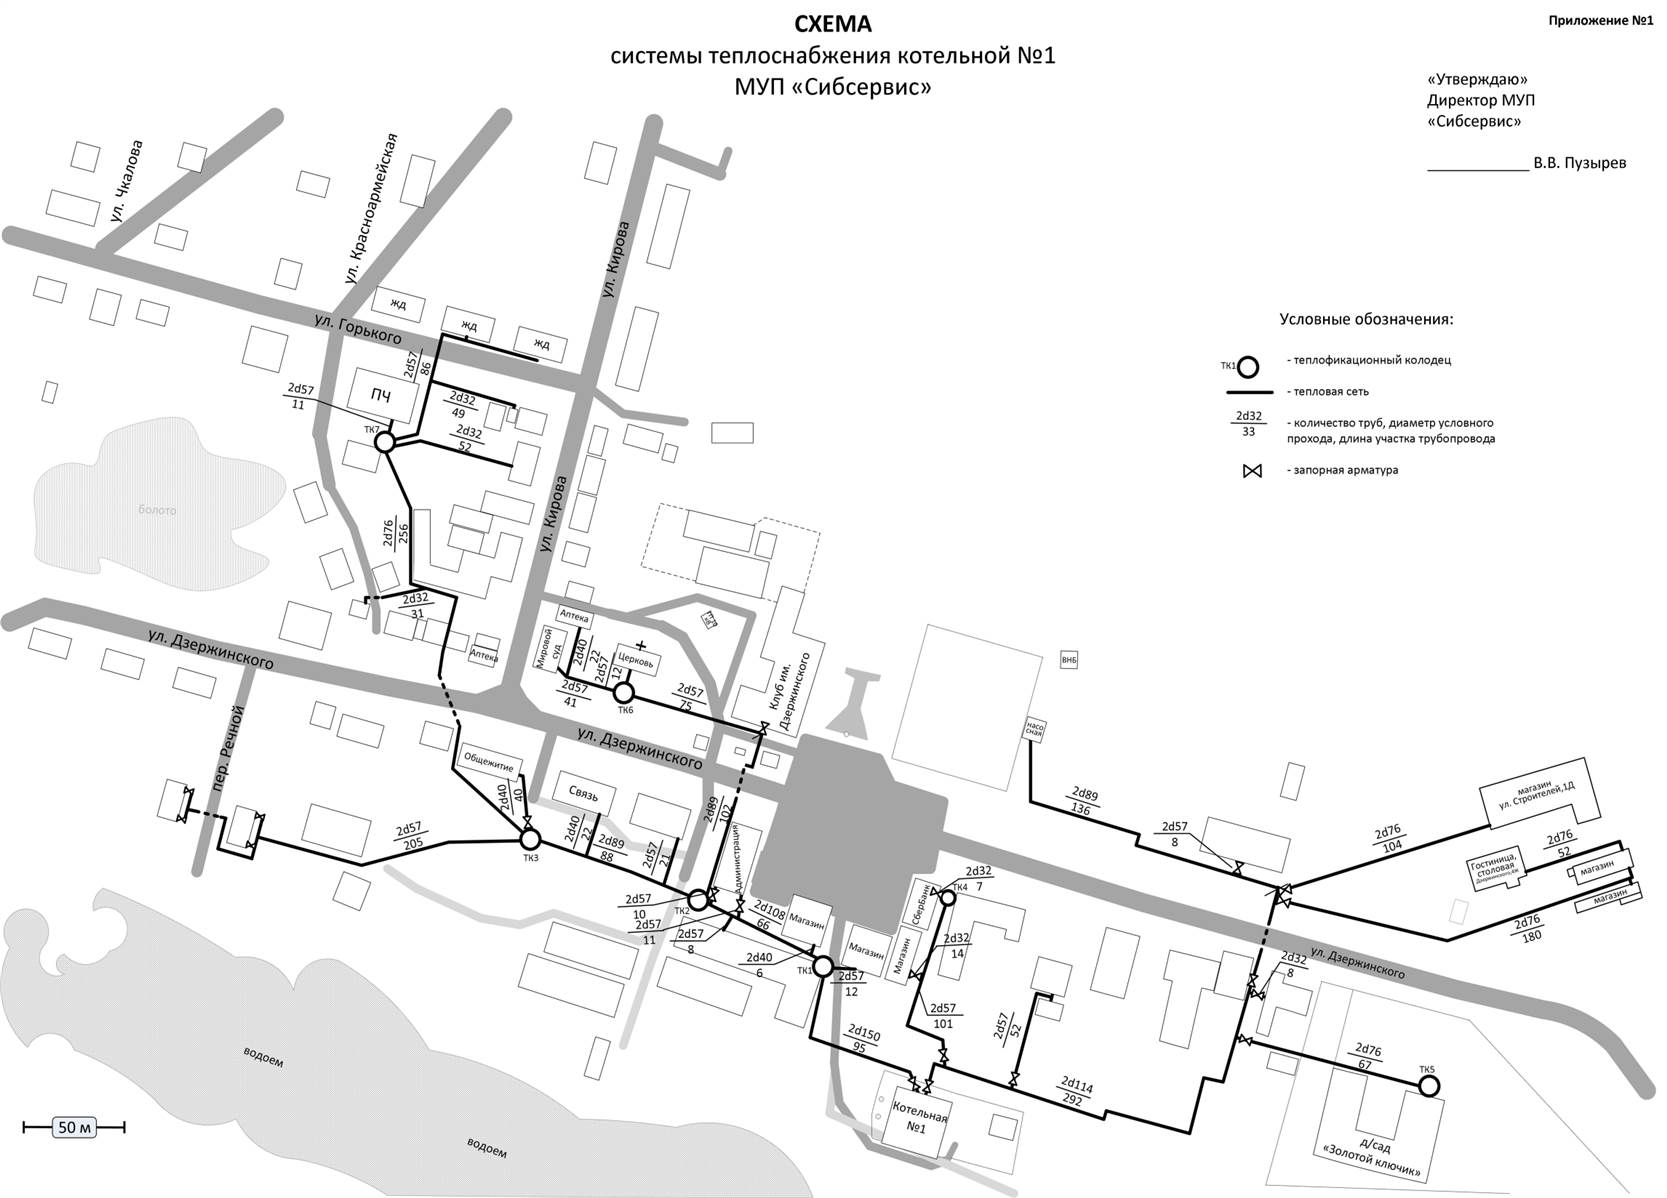 СХЕМА
системы теплоснабжения котельной №1
МУП «Сибсервис»
Приложение №1
«Утверждаю»
Директор МУП
«Сибсервис»
____________ В.В. Пузырев
Условные обозначения:
ТК1
- теплофикационный колодец
- тепловая сеть
2d32
33
- количество труб, диаметр условного
прохода, длина участка трубопровода
- запорная арматура
ул. Чкалова
ул. Красноармейская
ул. Кирова
ул. Горького
жд
жд
жд
2d57
86
2d57
11
ПЧ
2d32
49
2d32
52
ТК7
болото
2d76
256
ул. Кирова
2d32
31
ул. Дзержинского
Аптека
Аптека
Мировой
суд
2d40
22
2d57
12
Церковь
2d57
41
ТК6
2d57
75
Клуб им.
Дзержинского
ВНБ
насо
сная
пер. Речной
ул. Дзержинского
Общежитие
2d40
40
Связь
2d40
22
2d89
88
2d57
21
2d89
102
Администрация
2d57
205
ТК3
2d57
10
ТК2
2d57
11
2d57
8
2d108
66
Магазин
2d40
6
ТК1
2d57
12
Магазин
Магазин
СберБанк
ТК4
2d32
7
2d32
14
2d57
101
2d57
52
2d150
95
2d114
292
Котельная
№1
2d89
136
2d57
8
2d76
104
магазин
ул. Строителей,1Д
2d76
52
Гостиница,
столовая
Дзержинского,4ж
магазин
магазин
2d76
180
ул. Дзержинского
2d32
8
2d76
67
ТК5
д/сад
«Золотой ключик»
водоем
водоем
50 м